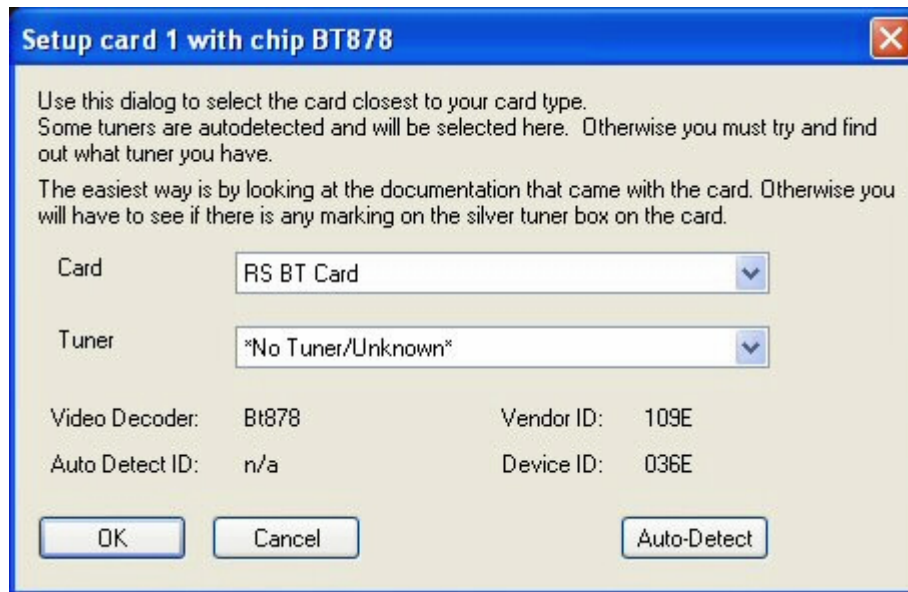 Setup card 1 with chip BT878
Use this dialog to select the card closest to your card type.
Some tuners are autodetected and will be selected here.  Otherwise you must try and find
out what tuner you have.
The easiest way is by looking at the documentation that came with the card. Otherwise you
will have to see if there is any marking on the silver tuner box on the card.
Card RS BT Card
Tuner *No Tuner/Unknown*
Video Decoder: Bt878 Vendor ID: 109E
Auto Detect ID: n/a Device ID: 036E
OK Cancel Auto-Detect